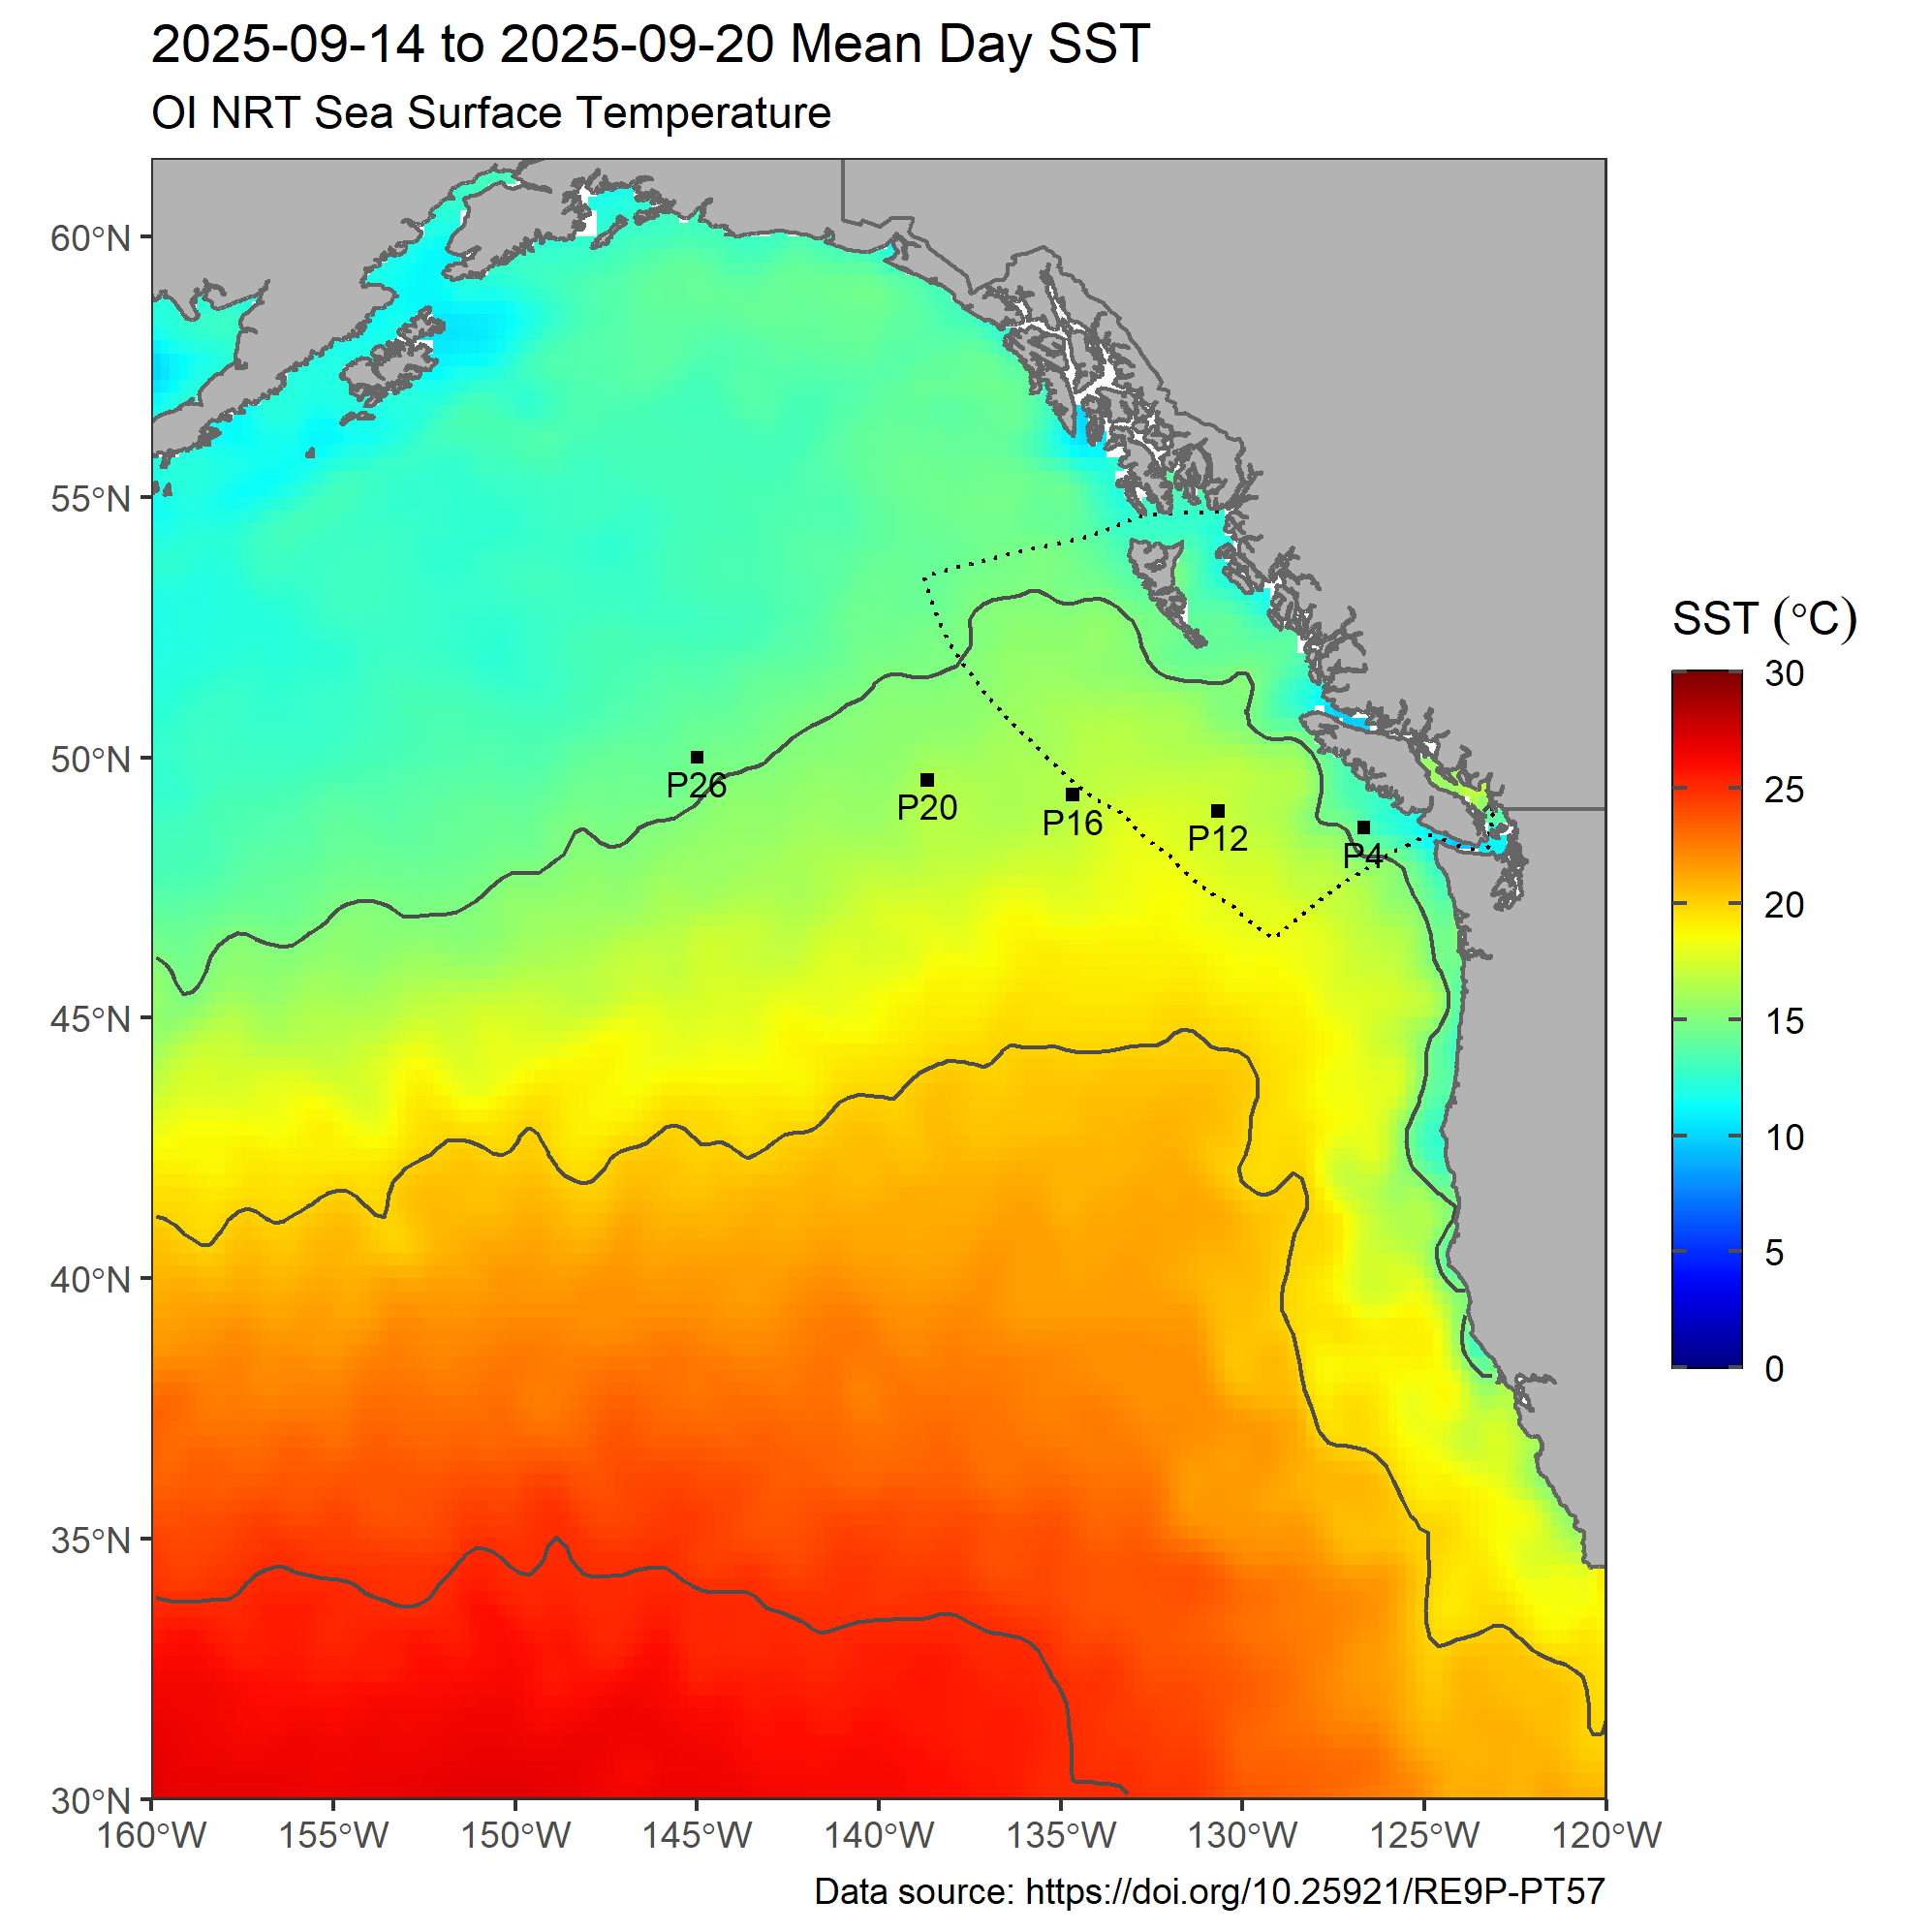 2025-09-14 to 2025-09-20 Mean Day SST
OI NRT Sea Surface Temperature
60°N
55°N
50°N
45°N
40°N
35°N
30°N
P26
P20
P16
P12
P4
160°W
155°W
150°W
145°W
140°W
135°W
130°W
125°W
120°W
SST (°C)
30
25
20
15
10
5
0
Data source: https://doi.org/10.25921/RE9P-PT57